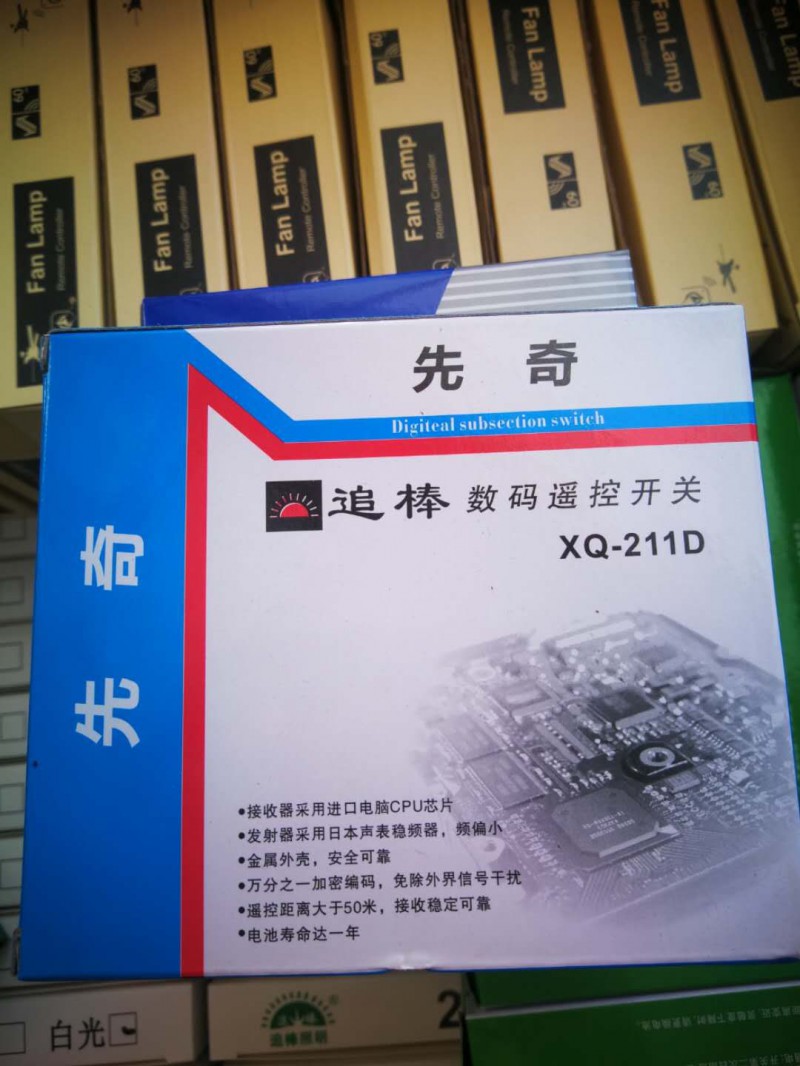 60
60
60
60
60
60
Fan Lamp
Remote Controller
Fan Lamp
Remote Controller
Fan Lamp
Remote Controller
Fan Lamp
Remote Controller
Fan Lamp
Remote Controller
Fan Lamp
Remote Controller
先奇
Digiteal subsection switch
追棒 数码遥控开关
XQ-211D
先奇
•接收器采用进口电脑CPU芯片
•发射器采用日本声表稳频器，频偏小
•金属外壳，安全可靠
•万分之一加密编码，免除外界信号干扰
•遥控距离大于50米，接收稳定可靠
•电池寿命达一年
白光
追棒照明
®
2